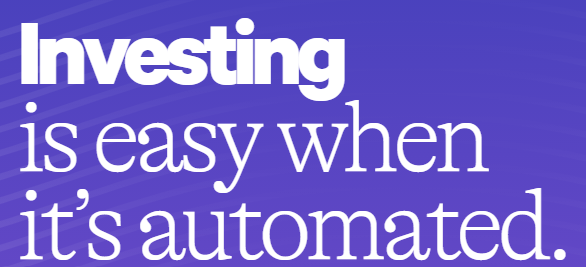 Investing
is easy when
it’s automated.